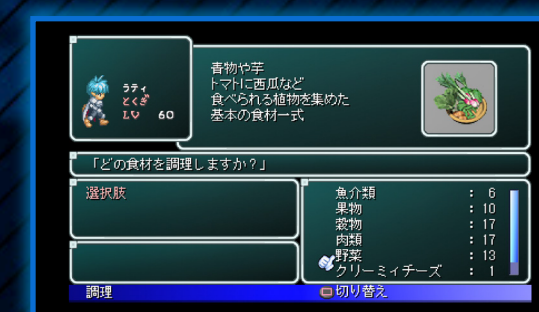 ラティ
とくぎ
LV 60
青物や芋
トマトに西瓜など
食べられる植物を集めた
基本の食材一式
「どの食材を調理しますか?」
選択肢
魚介類 : 6
果物 : 10
穀物 : 17
肉類 : 17
野菜 : 13
クリーミィチーズ : 1
調理
切り替え